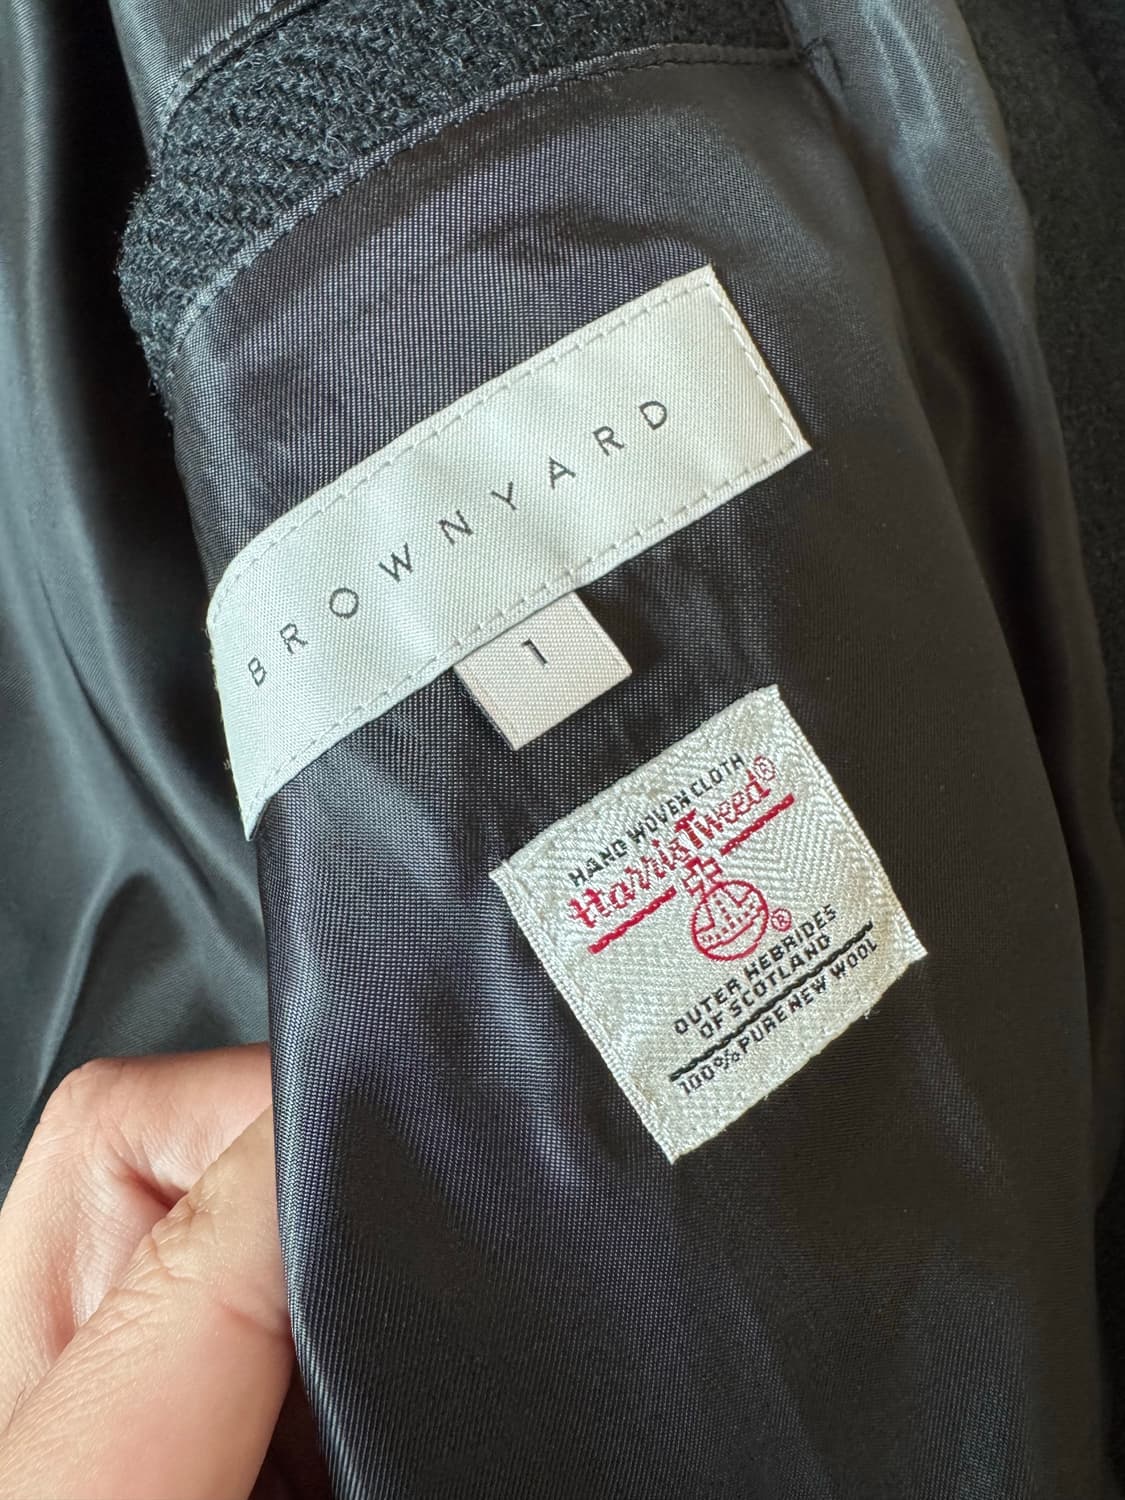 BROWNYARD
1
HAND WOVEN CLOTH
Harris Tweed®
®
OUTER HEBRIDES
OF SCOTLAND
100% PURE NEW WOOL